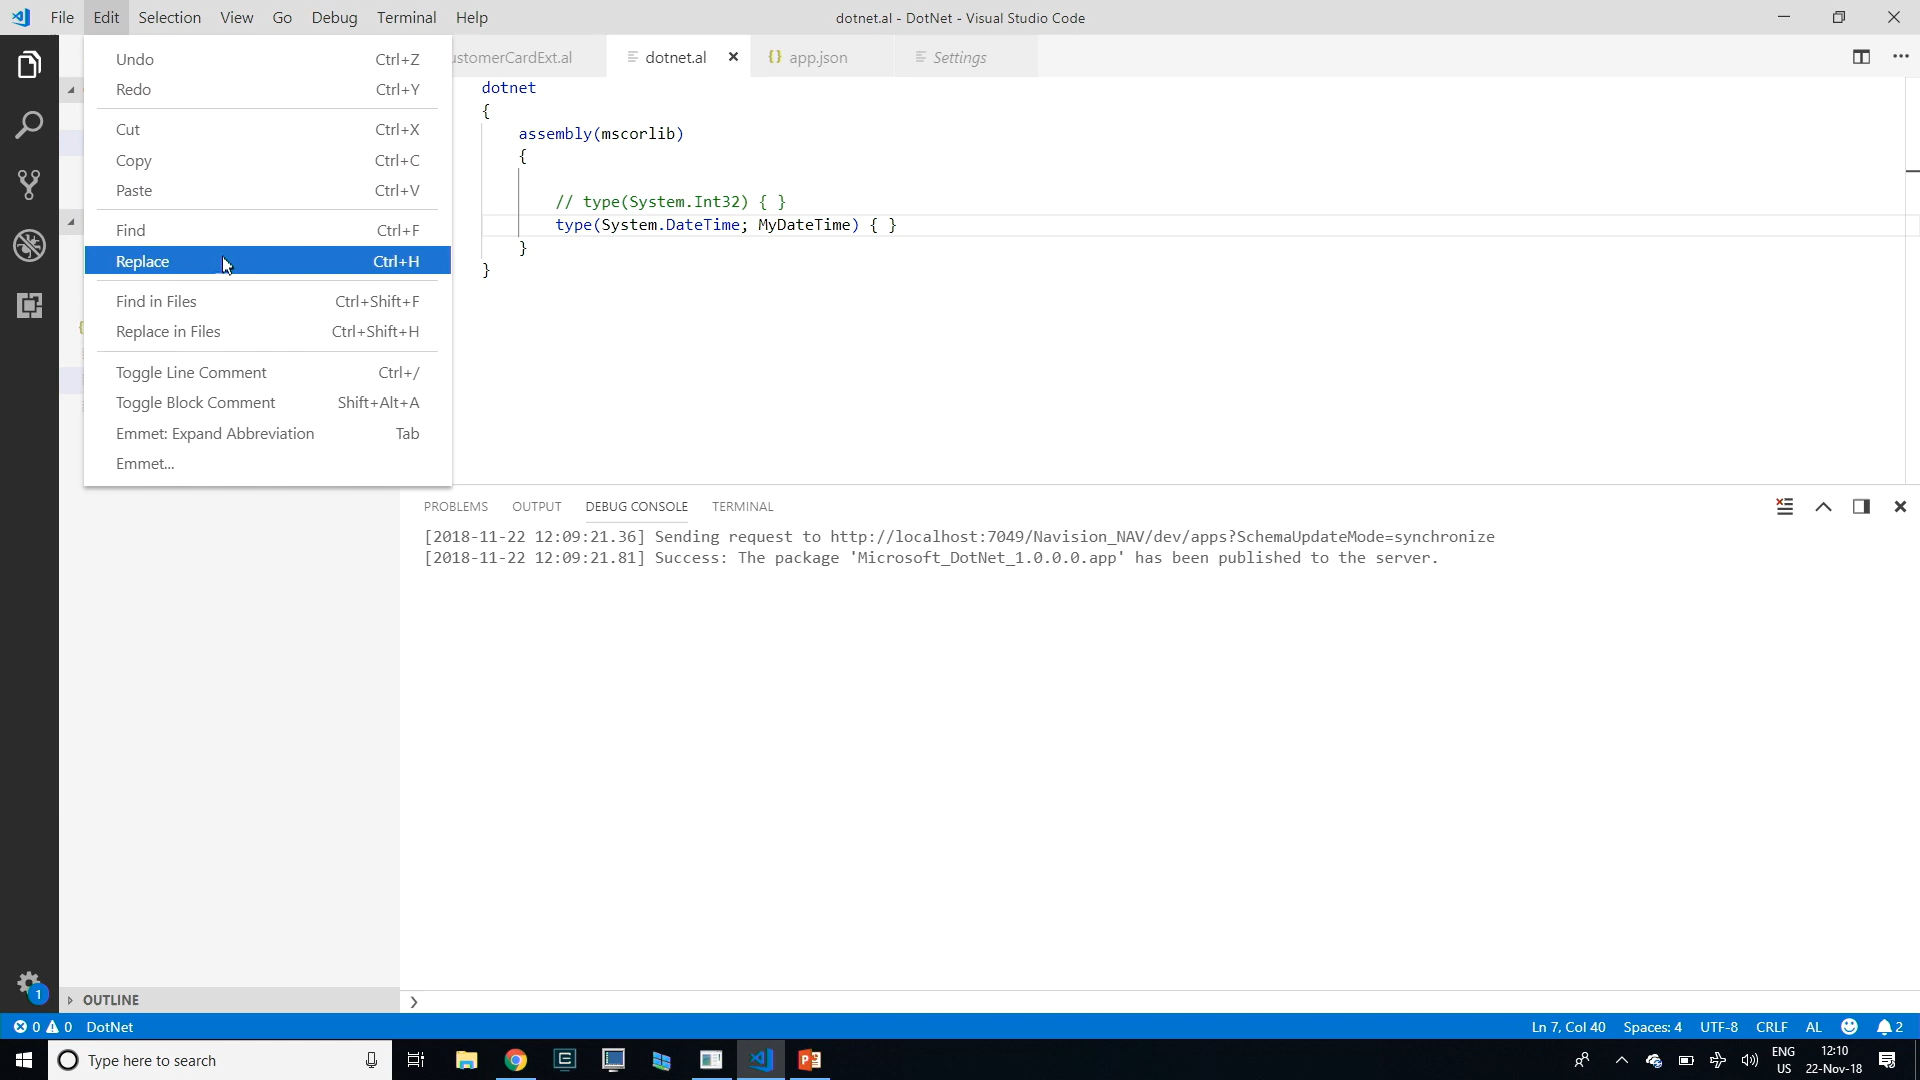 File Edit Selection View Go Debug Terminal Help
dotnet.al - DotNet - Visual Studio Code
ustomerCardExt.al dotnet.al app.json Settings
Undo Ctrl+Z
Redo Ctrl+Y
Cut Ctrl+X
Copy Ctrl+C
Paste Ctrl+V
Find Ctrl+F
Replace Ctrl+H
Find in Files Ctrl+Shift+F
Replace in Files Ctrl+Shift+H
Toggle Line Comment Ctrl+/
Toggle Block Comment Shift+Alt+A
Emmet: Expand Abbreviation Tab
Emmet...
dotnet
{
assembly(mscorlib)
{
// type(System.Int32) { }
type(System.DateTime; MyDateTime) { }
}
}
PROBLEMS OUTPUT DEBUG CONSOLE TERMINAL
[2018-11-22 12:09:21.36] Sending request to http://localhost:7049/Navision_NAV/dev/apps?SchemaUpdateMode=synchronize
[2018-11-22 12:09:21.81] Success: The package 'Microsoft_DotNet_1.0.0.0.app' has been published to the server.
1
OUTLINE
0 0 DotNet
Ln 7, Col 40 Spaces: 4 UTF-8 CRLF AL 2
Type here to search
ENG
US
12:10
22-Nov-18